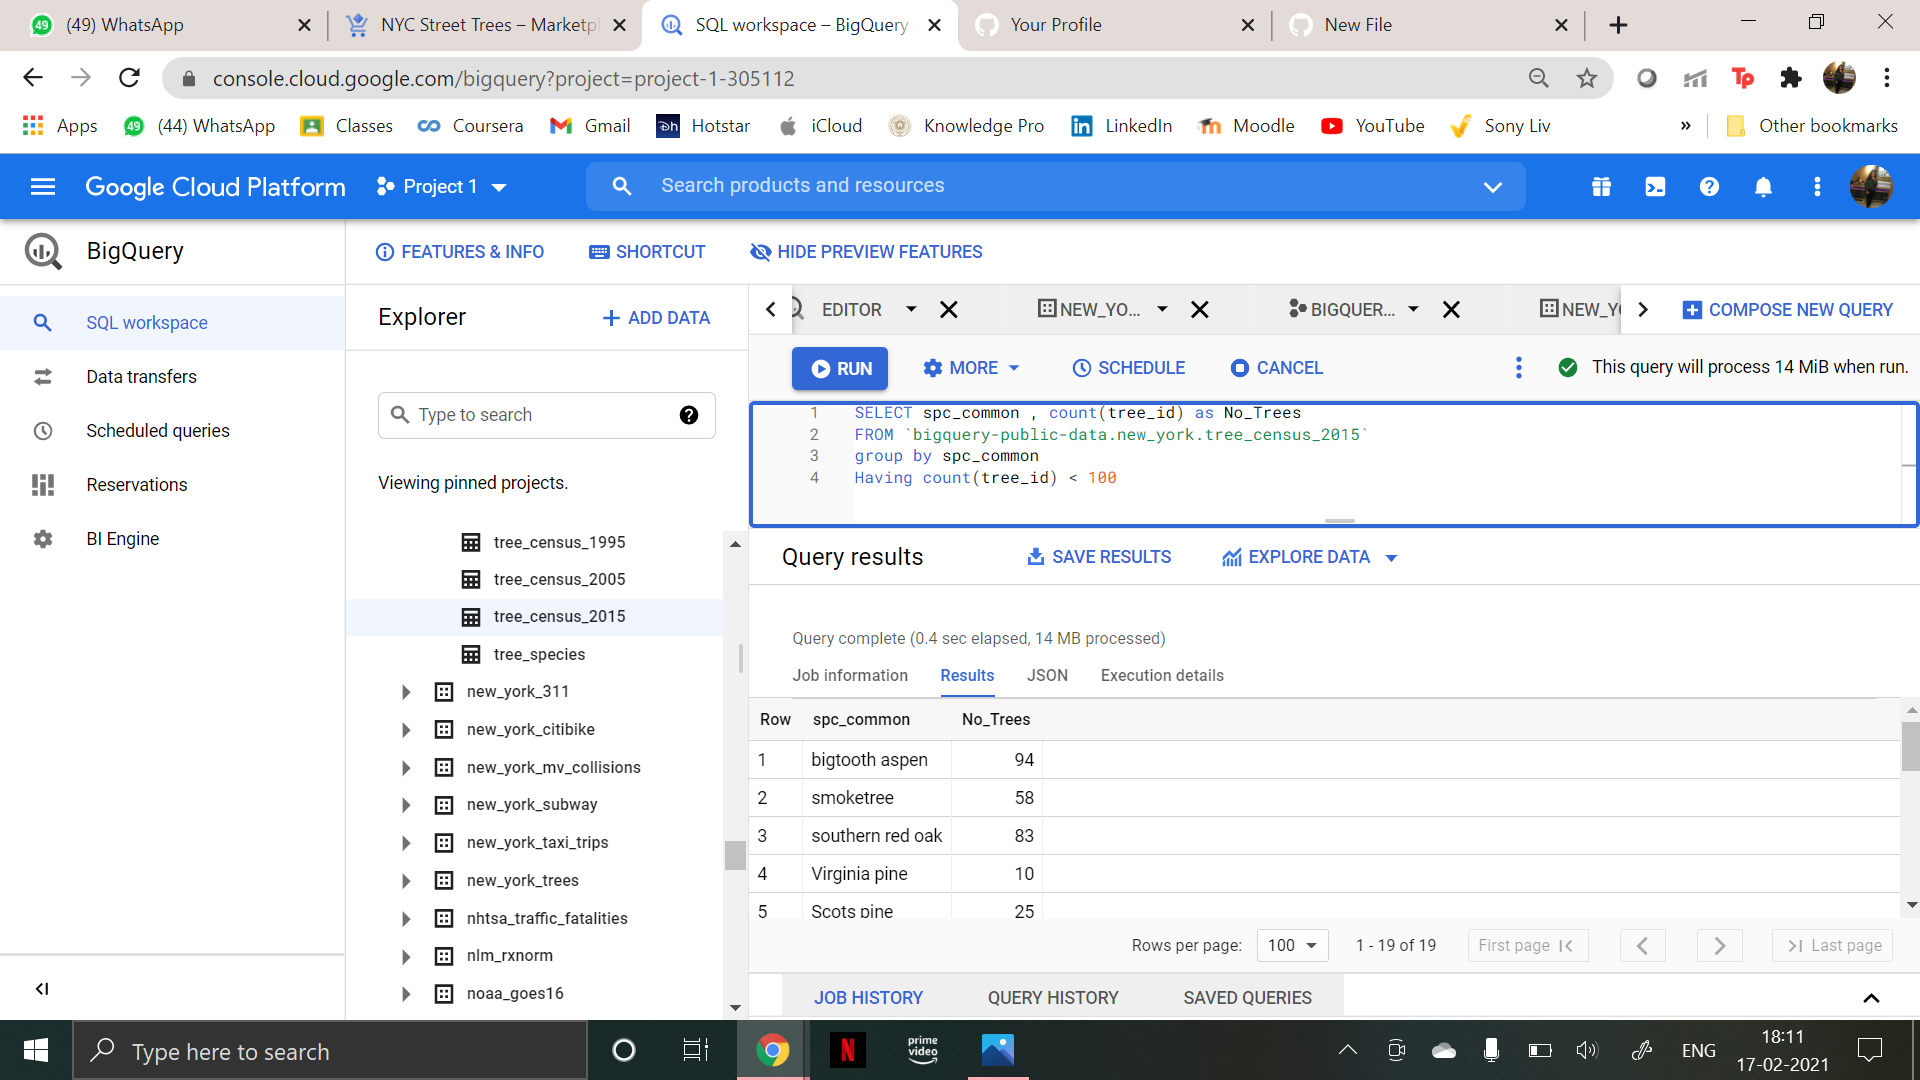 49 (49) WhatsApp
NYC Street Trees – Marketpl
SQL workspace – BigQuery
Your Profile
New File
console.cloud.google.com/bigquery?project=project-1-305112
Tp
Apps
49 (44) WhatsApp
Classes
Coursera
Gmail
Dh Hotstar
iCloud
Knowledge Pro
in LinkedIn
Moodle
YouTube
Sony Liv
»
Other bookmarks
Google Cloud Platform
Project 1
Search products and resources
BigQuery
FEATURES & INFO
SHORTCUT
HIDE PREVIEW FEATURES
SQL workspace
Data transfers
Scheduled queries
Reservations
BI Engine
Explorer
+ ADD DATA
Type to search
Viewing pinned projects.
tree_census_1995
tree_census_2005
tree_census_2015
tree_species
new_york_311
new_york_citibike
new_york_mv_collisions
new_york_subway
new_york_taxi_trips
new_york_trees
nhtsa_traffic_fatalities
nlm_rxnorm
noaa_goes16
EDITOR
NEW_YO...
BIGQUER...
NEW_YO
COMPOSE NEW QUERY
RUN
MORE
SCHEDULE
CANCEL
This query will process 14 MiB when run.
1 SELECT spc_common , count(tree_id) as No_Trees
2 FROM `bigquery-public-data.new_york.tree_census_2015`
3 group by spc_common
4 Having count(tree_id) < 100
Query results
SAVE RESULTS
EXPLORE DATA
Query complete (0.4 sec elapsed, 14 MB processed)
Job information Results JSON Execution details
Row spc_common No_Trees
1 bigtooth aspen 94
2 smoketree 58
3 southern red oak 83
4 Virginia pine 10
5 Scots pine 25
Rows per page: 100 1 - 19 of 19 First page Last page
JOB HISTORY QUERY HISTORY SAVED QUERIES
Type here to search
N
prime video
ENG
18:11
17-02-2021